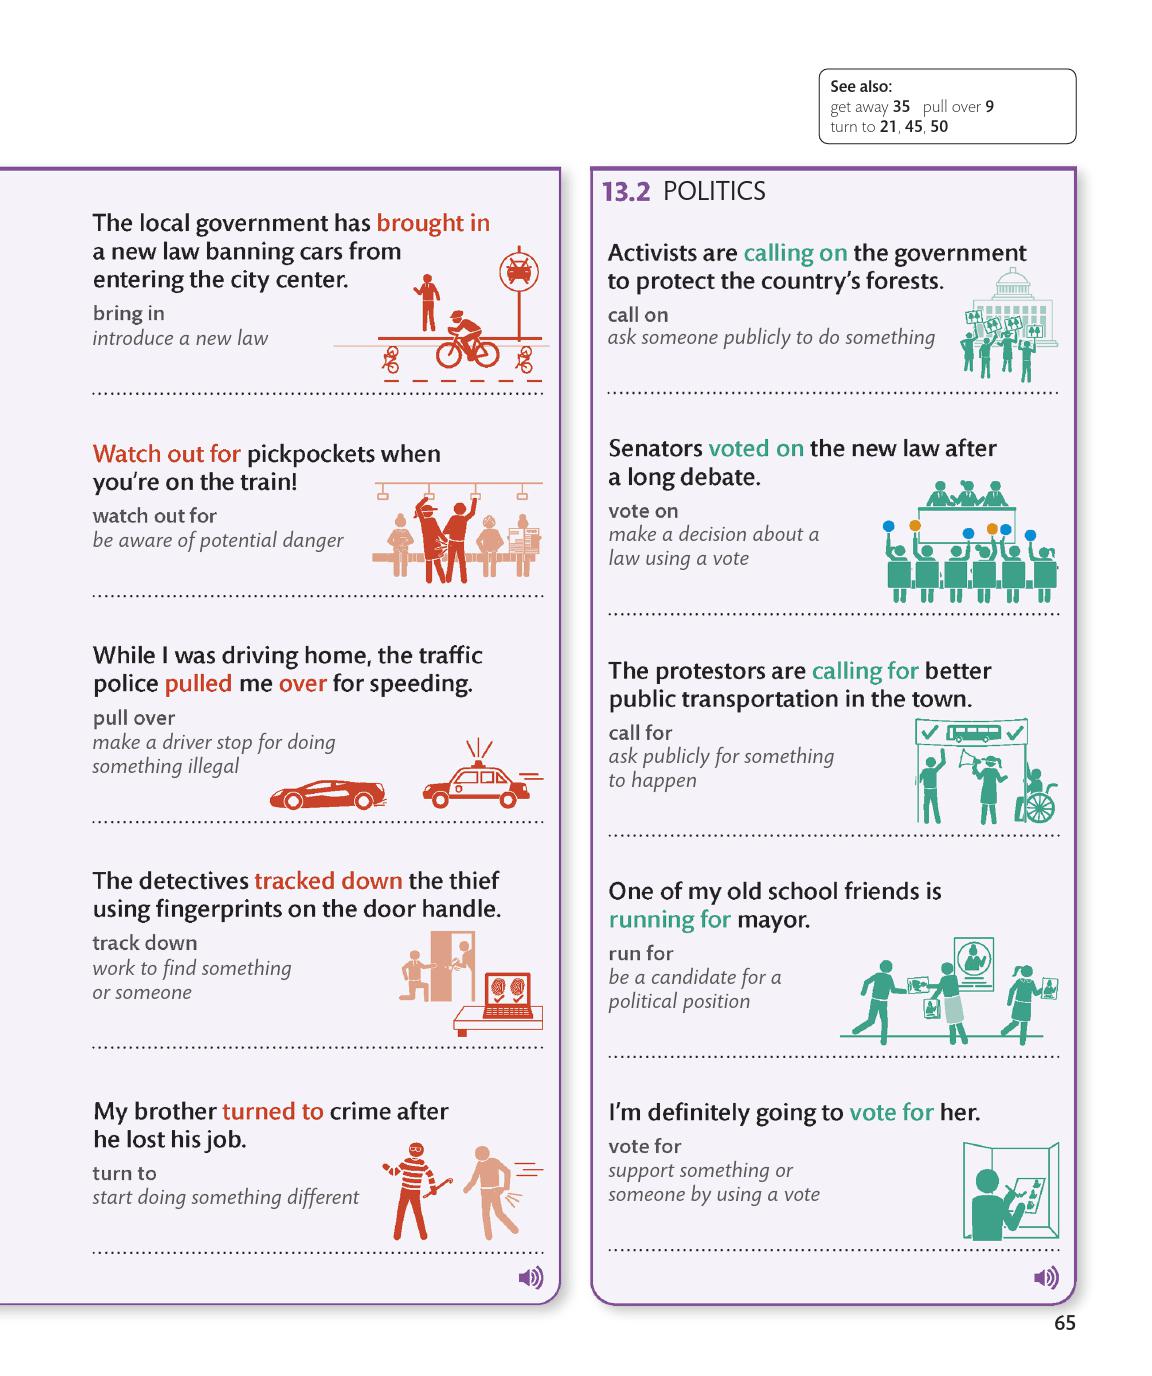 See also:
get away 35 pull over 9
turn to 21, 45, 50
The local government has brought in
a new law banning cars from
entering the city center.
bring in
introduce a new law
Watch out for pickpockets when
you're on the train!
watch out for
be aware of potential danger
While I was driving home, the traffic
police pulled me over for speeding.
pull over
make a driver stop for doing
something illegal
The detectives tracked down the thief
using fingerprints on the door handle.
track down
work to find something
or someone
My brother turned to crime after
he lost his job.
turn to
start doing something different
13.2 POLITICS
Activists are calling on the government
to protect the country's forests.
call on
ask someone publicly to do something
Senators voted on the new law after
a long debate.
vote on
make a decision about a
law using a vote
The protestors are calling for better
public transportation in the town.
call for
ask publicly for something
to happen
One of my old school friends is
running for mayor.
run for
be a candidate for a
political position
I'm definitely going to vote for her.
vote for
support something or
someone by using a vote
65